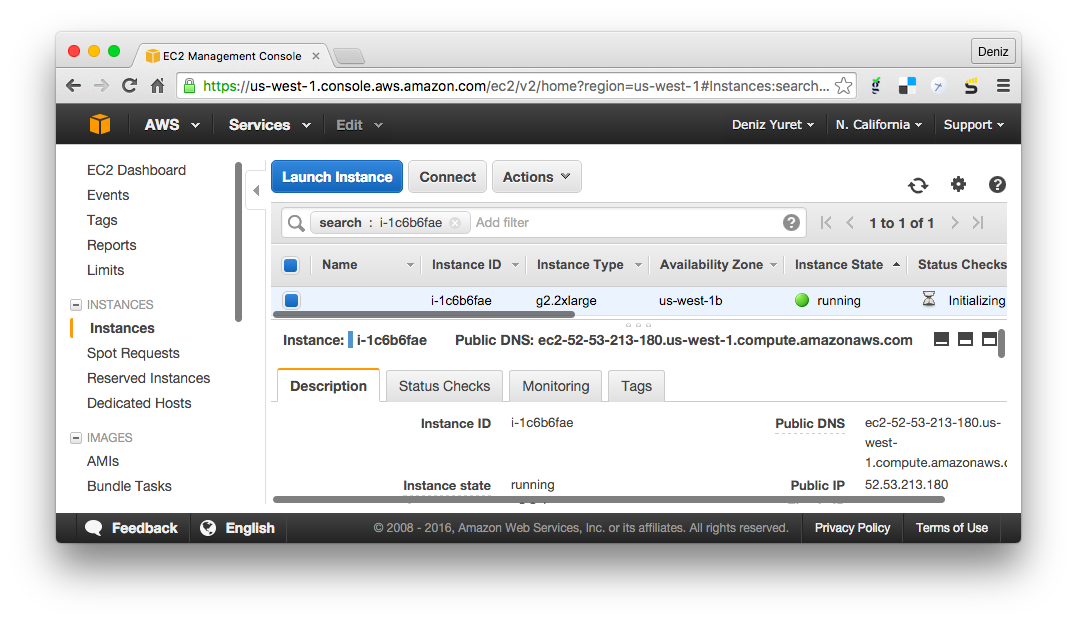 EC2 Management Console
Deniz
https://us-west-1.console.aws.amazon.com/ec2/v2/home?region=us-west-1#Instances:search...
AWS Services Edit Deniz Yuret N. California Support
EC2 Dashboard
Events
Tags
Reports
Limits
INSTANCES
Instances
Spot Requests
Reserved Instances
Dedicated Hosts
IMAGES
AMIs
Bundle Tasks
Launch Instance Connect Actions
search : i-1c6b6fae Add filter 1 to 1 of 1
Name Instance ID Instance Type Availability Zone Instance State Status Checks
i-1c6b6fae g2.2xlarge us-west-1b running Initializing
Instance: i-1c6b6fae Public DNS: ec2-52-53-213-180.us-west-1.compute.amazonaws.com
Description Status Checks Monitoring Tags
Instance ID i-1c6b6fae Public DNS ec2-52-53-213-180.us-
west-
1.compute.amazonaws.c
Instance state running Public IP 52.53.213.180
Feedback English © 2008 - 2016, Amazon Web Services, Inc. or its affiliates. All rights reserved. Privacy Policy Terms of Use